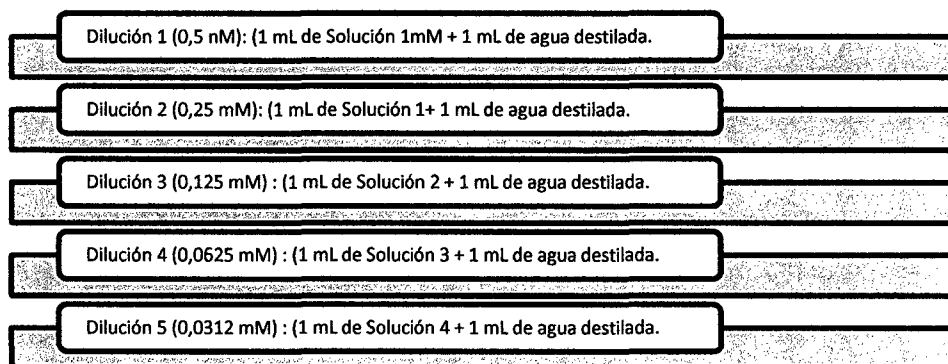 Dilución 1 (0,5 nM): (1 mL de Solución 1mM + 1 mL de agua destilada.
Dilución 2 (0,25 mM): (1 mL de Solución 1+ 1 mL de agua destilada.
Dilución 3 (0,125 mM) : (1 mL de Solución 2 + 1 mL de agua destilada.
Dilución 4 (0,0625 mM) : (1 mL de Solución 3 + 1 mL de agua destilada.
Dilución 5 (0,0312 mM) : (1 mL de Solución 4 + 1 mL de agua destilada.